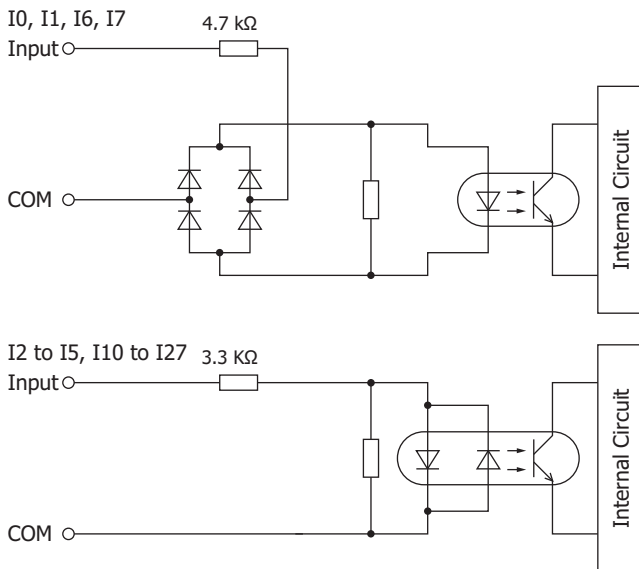 I0, I1, I6, I7
4.7 kΩ
Input
COM
Internal Circuit
I2 to I5, I10 to I27
3.3 KΩ
Input
COM
Internal Circuit